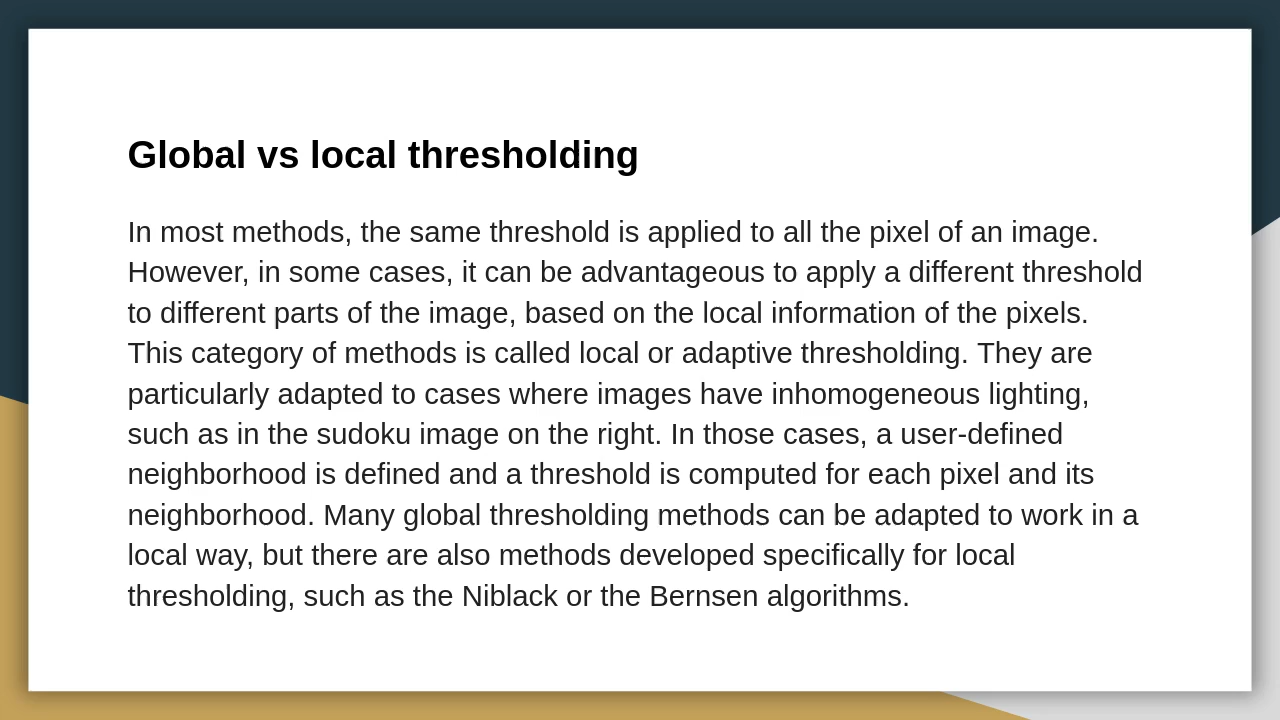 Global vs local thresholding
In most methods, the same threshold is applied to all the pixel of an image.
However, in some cases, it can be advantageous to apply a different threshold
to different parts of the image, based on the local information of the pixels.
This category of methods is called local or adaptive thresholding. They are
particularly adapted to cases where images have inhomogeneous lighting,
such as in the sudoku image on the right. In those cases, a user-defined
neighborhood is defined and a threshold is computed for each pixel and its
neighborhood. Many global thresholding methods can be adapted to work in a
local way, but there are also methods developed specifically for local
thresholding, such as the Niblack or the Bernsen algorithms.